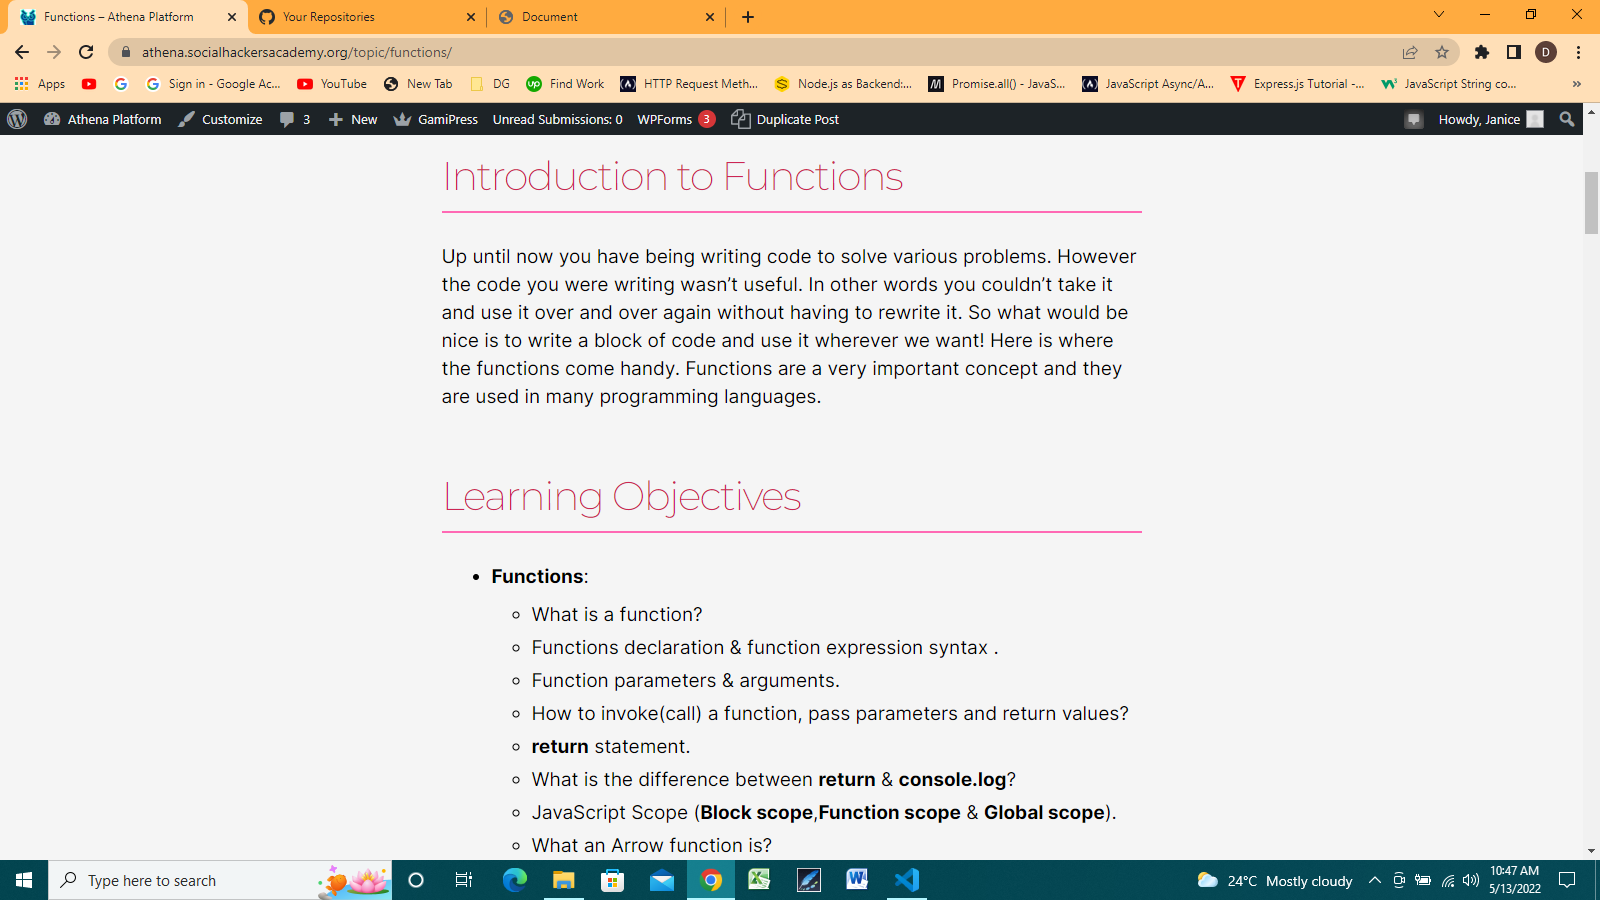 Functions – Athena Platform
Your Repositories
Document
athena.socialhackersacademy.org/topic/functions/
D
Apps
Sign in - Google Ac...
YouTube
New Tab
DG
up
Find Work
HTTP Request Meth...
Node.js as Backend:...
Promise.all() - JavaS...
JavaScript Async/A...
Express.js Tutorial -...
JavaScript String co...
»
Athena Platform
Customize
3
New
GamiPress
Unread Submissions: 0
WPForms 3
Duplicate Post
Howdy, Janice
Introduction to Functions
Up until now you have being writing code to solve various problems. However
the code you were writing wasn’t useful. In other words you couldn’t take it
and use it over and over again without having to rewrite it. So what would be
nice is to write a block of code and use it wherever we want! Here is where
the functions come handy. Functions are a very important concept and they
are used in many programming languages.
Learning Objectives
Functions:
What is a function?
Functions declaration & function expression syntax .
Function parameters & arguments.
How to invoke(call) a function, pass parameters and return values?
return statement.
What is the difference between return & console.log?
JavaScript Scope (Block scope,Function scope & Global scope).
What an Arrow function is?
Type here to search
24°C Mostly cloudy
10:47 AM
5/13/2022